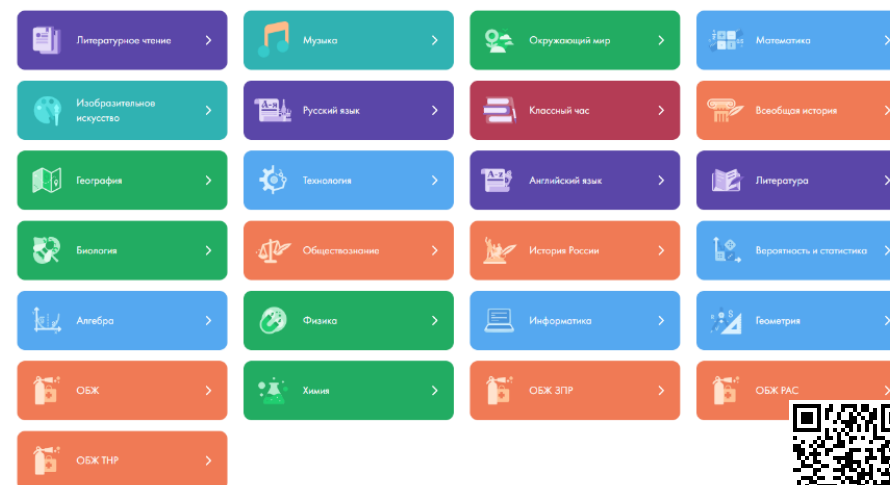 Литературное чтение
Музыка
Окружающий мир
Математика
Изобразительное
искусство
Русский язык
Классный час
Всеобщая история
География
Технология
Английский язык
Литература
Биология
Обществознание
История России
Вероятность и статистика
Алгебра
Физика
Информатика
Геометрия
ОБЖ
Химия
ОБЖ ЗПР
ОБЖ РАС
ОБЖ ТНР